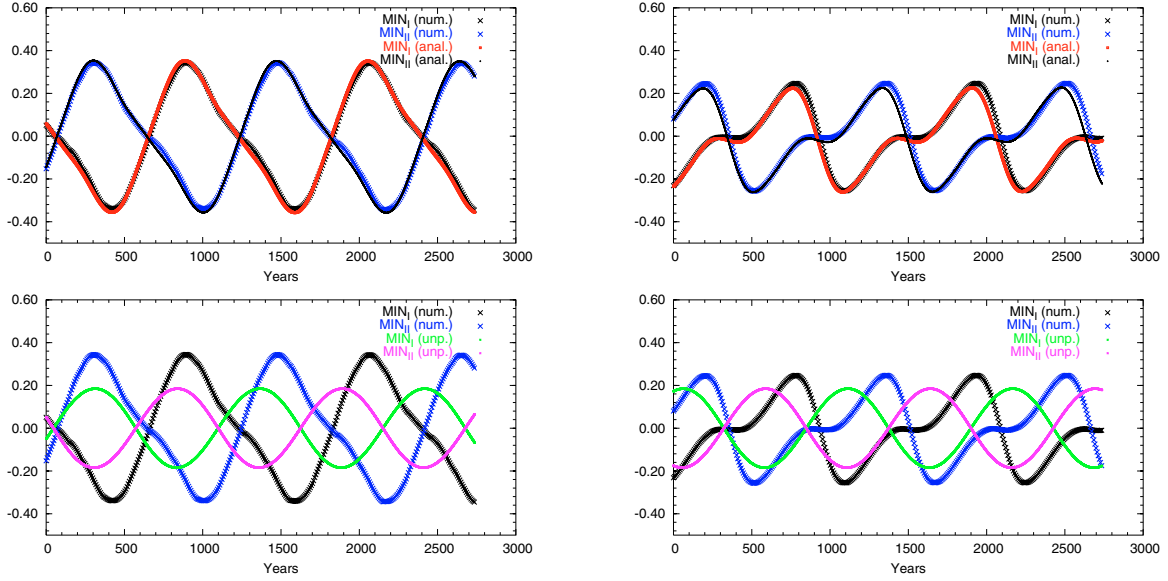 0.60
0.40
0.20
0.00
-0.20
-0.40
0 500 1000 1500 2000 2500 3000
Years
MIN_I (num.)
MIN_II (num.)
MIN_I (anal.)
MIN_II (anal.)
0.60
0.40
0.20
0.00
-0.20
-0.40
0 500 1000 1500 2000 2500 3000
Years
MIN_I (num.)
MIN_II (num.)
MIN_I (anal.)
MIN_II (anal.)
0.60
0.40
0.20
0.00
-0.20
-0.40
0 500 1000 1500 2000 2500 3000
Years
MIN_I (num.)
MIN_II (num.)
MIN_I (unp.)
MIN_II (unp.)
0.60
0.40
0.20
0.00
-0.20
-0.40
0 500 1000 1500 2000 2500 3000
Years
MIN_I (num.)
MIN_II (num.)
MIN_I (unp.)
MIN_II (unp.)